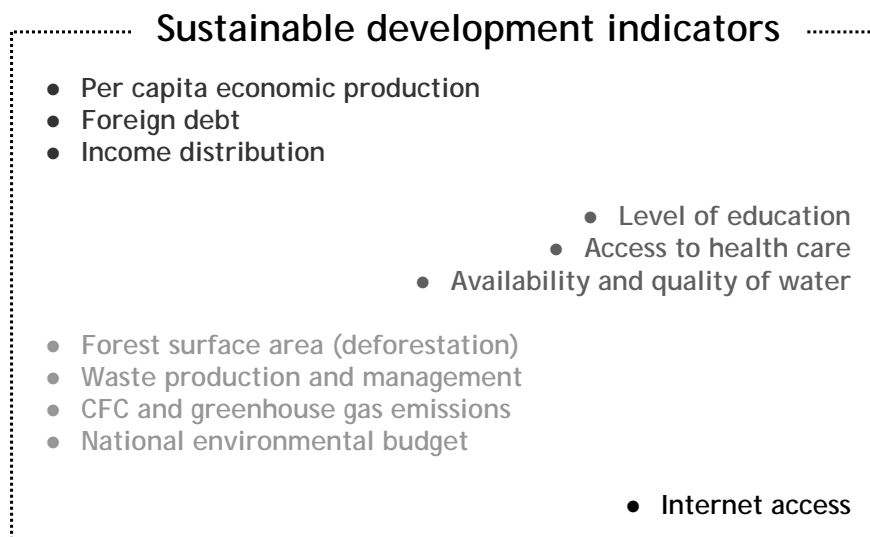 Sustainable development indicators
● Per capita economic production
● Foreign debt
● Income distribution
● Level of education
● Access to health care
● Availability and quality of water
● Forest surface area (deforestation)
● Waste production and management
● CFC and greenhouse gas emissions
● National environmental budget
● Internet access